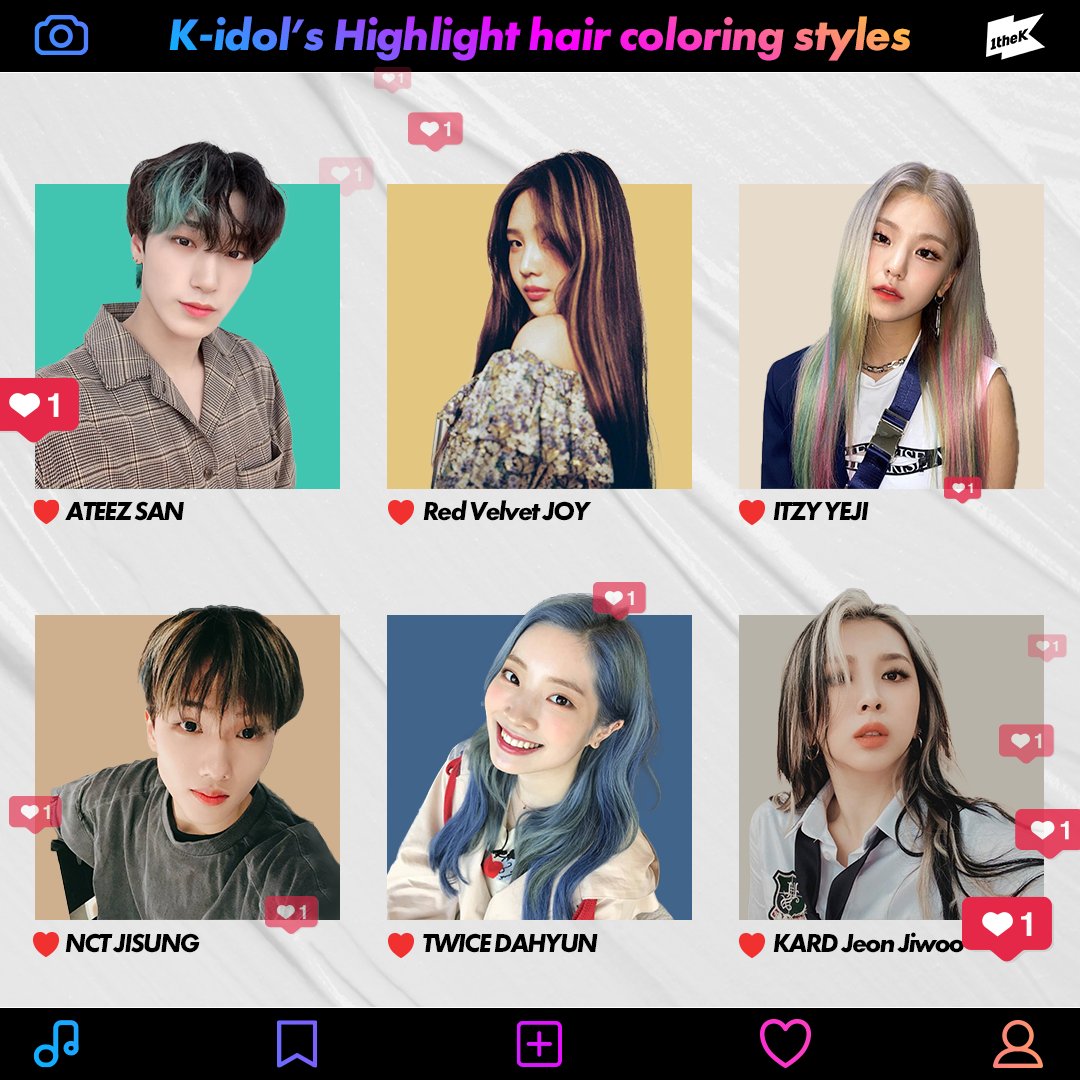 K-idol's Highlight hair coloring styles
1theK
1
1
1
1
ATEEZ SAN
Red Velvet JOY
ITZY YEJI
1
1
1
1
1
1
1
NCT JISUNG
TWICE DAHYUN
KARD Jeon Jiwoo
1